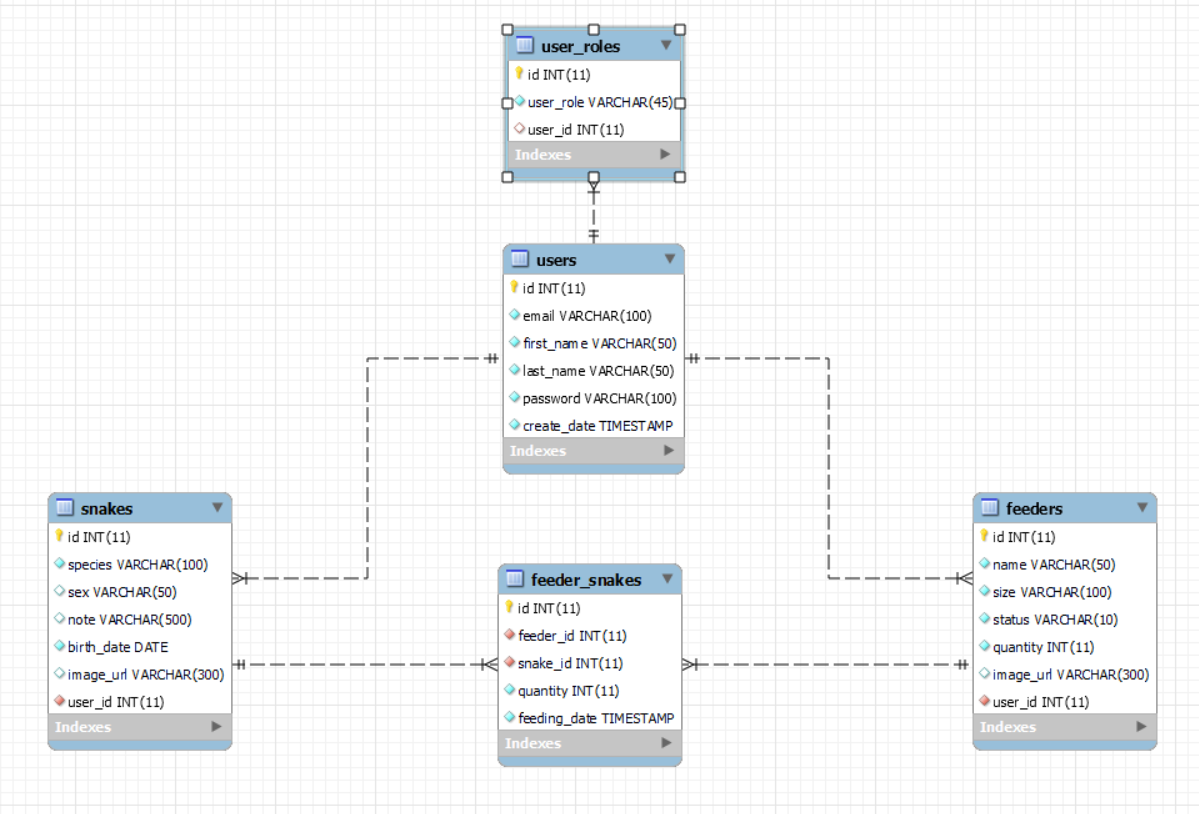 user_roles
id INT(11)
user_role VARCHAR(45)
user_id INT(11)
Indexes
users
id INT(11)
email VARCHAR(100)
first_name VARCHAR(50)
last_name VARCHAR(50)
password VARCHAR(100)
create_date TIMESTAMP
Indexes
snakes
id INT(11)
species VARCHAR(100)
sex VARCHAR(50)
note VARCHAR(500)
birth_date DATE
image_url VARCHAR(300)
user_id INT(11)
Indexes
feeder_snakes
id INT(11)
feeder_id INT(11)
snake_id INT(11)
quantity INT(11)
feeding_date TIMESTAMP
Indexes
feeders
id INT(11)
name VARCHAR(50)
size VARCHAR(100)
status VARCHAR(10)
quantity INT(11)
image_url VARCHAR(300)
user_id INT(11)
Indexes